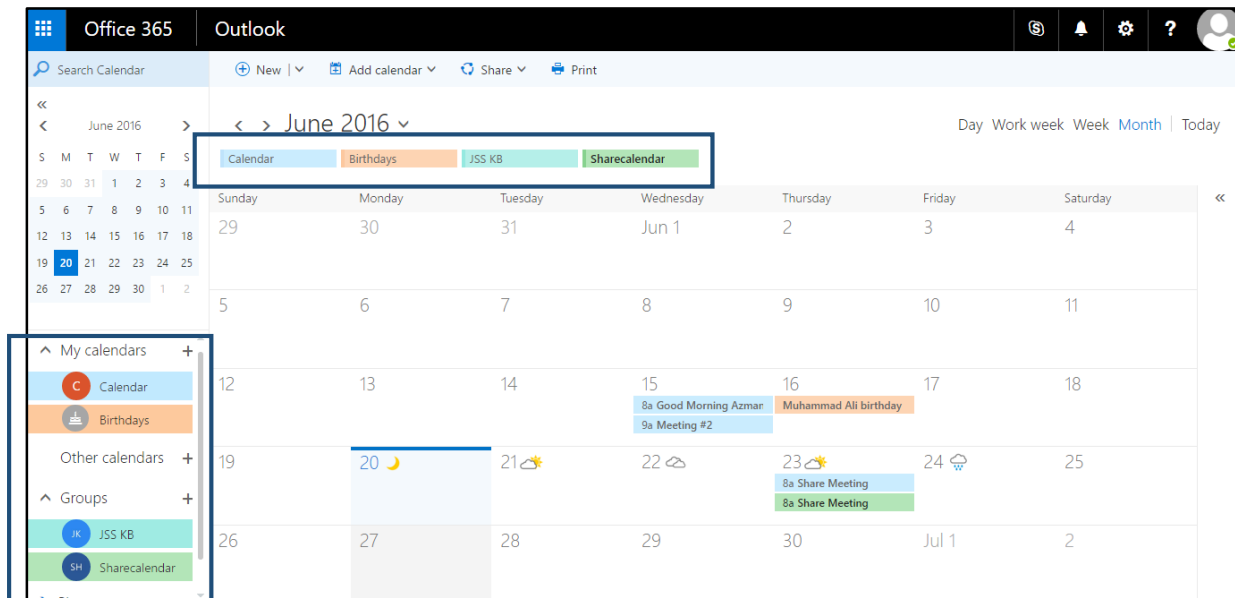 Office 365 Outlook ?
Search Calendar New Add calendar Share Print
June 2016
S M T W T F S
29 30 31 1 2 3 4
5 6 7 8 9 10 11
12 13 14 15 16 17 18
19 20 21 22 23 24 25
26 27 28 29 30 1 2
My calendars +
C Calendar
Birthdays
Other calendars +
Groups +
JK JSS KB
SH Sharecalendar
June 2016 Day Work week Week Month Today
Calendar Birthdays JSS KB Sharecalendar
Sunday Monday Tuesday Wednesday Thursday Friday Saturday
29 30 31 Jun 1 2 3 4
5 6 7 8 9 10 11
12 13 14 15 16 17 18
8a Good Morning Azmar Muhammad Ali birthday
9a Meeting #2
19 20 21 22 23 24 25
8a Share Meeting
8a Share Meeting
26 27 28 29 30 Jul 1 2